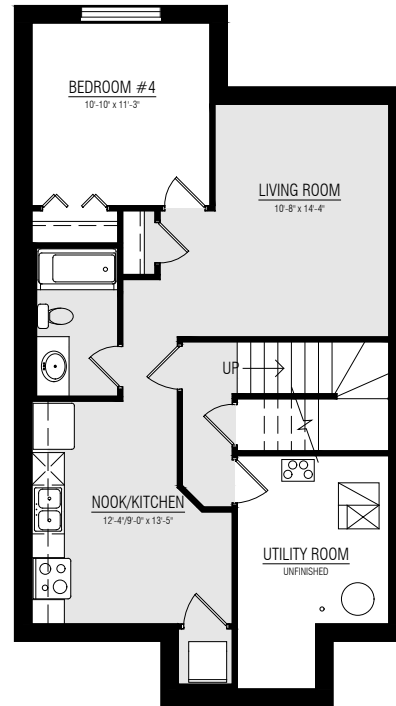 BEDROOM #4
10'-10" x 11'-3"
LIVING ROOM
10'-8" x 14'-4"
UP
NOOK/KITCHEN
12'-4"/9'-0" x 13'-5"
UTILITY ROOM
UNFINISHED